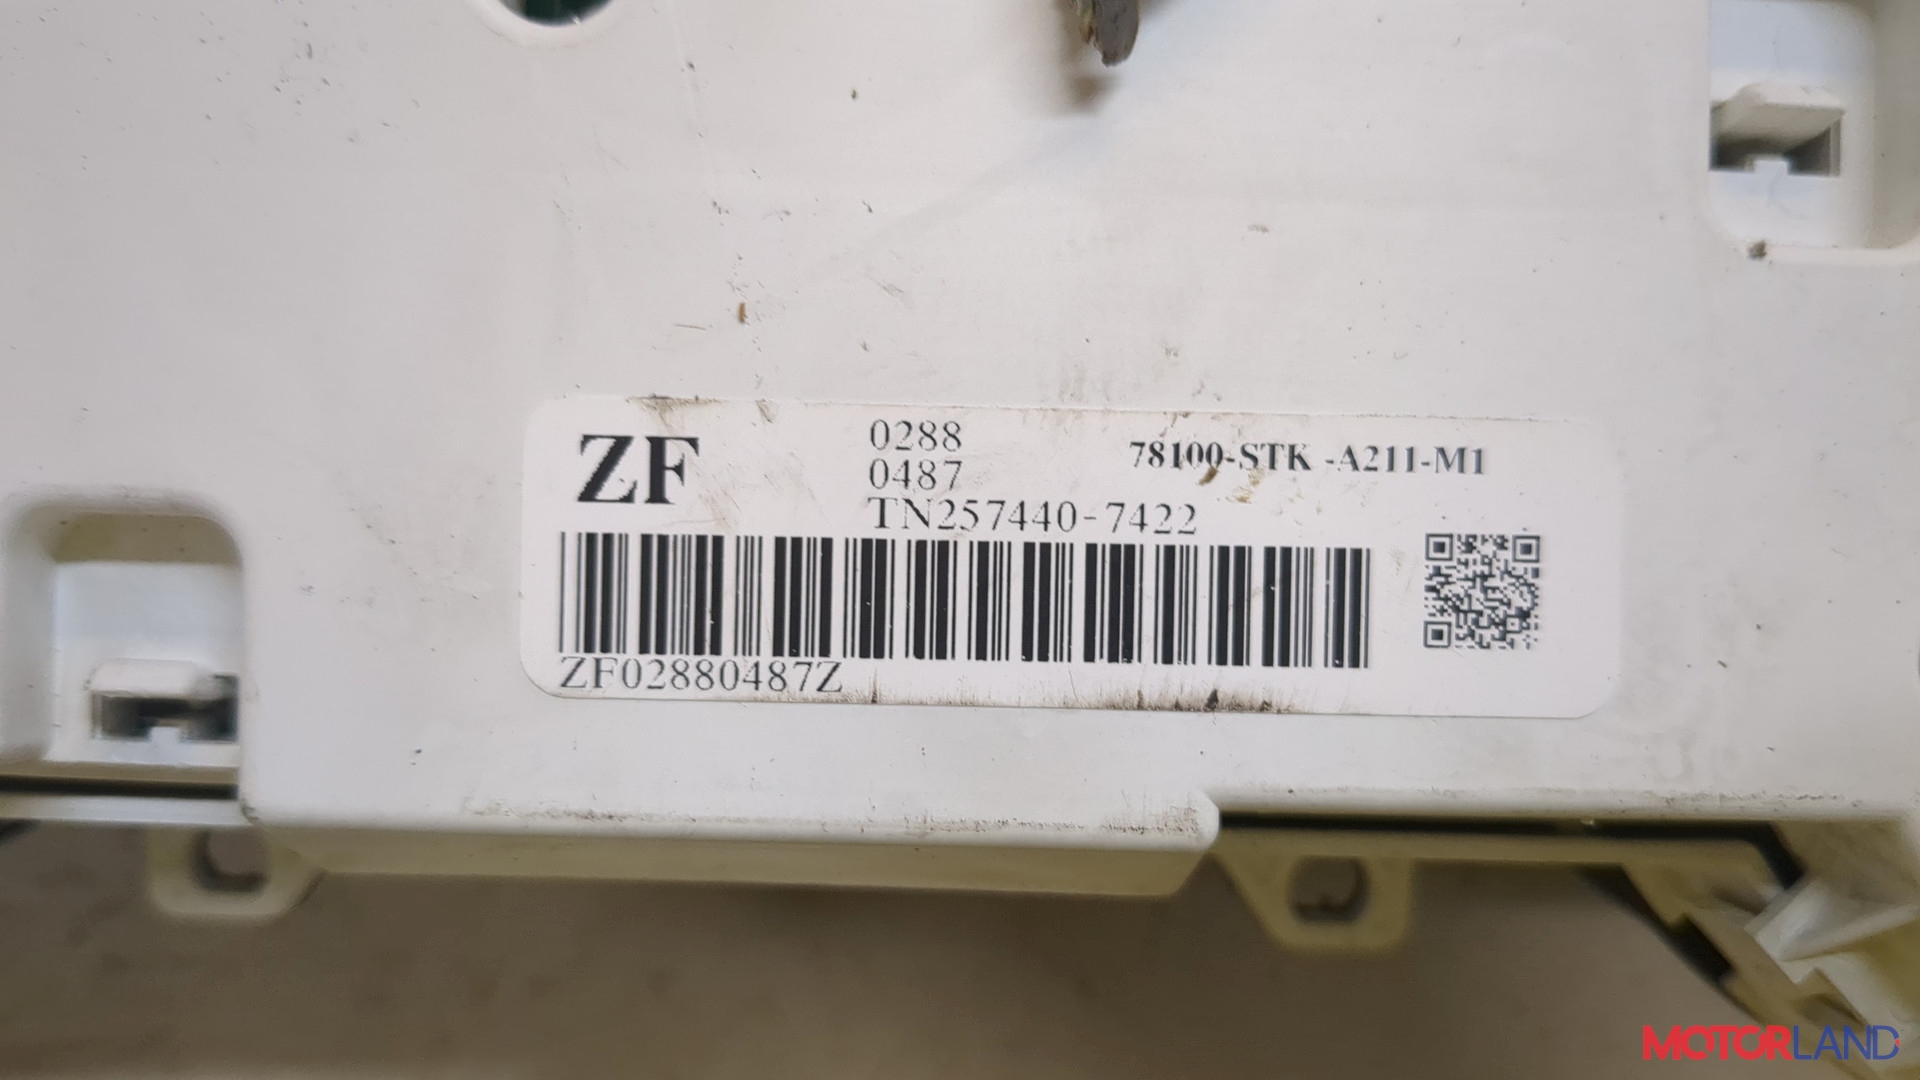 ZF
0288
0487
78100-STK -A211-M1
TN257440-7422
ZF02880487Z
MOTORLAND